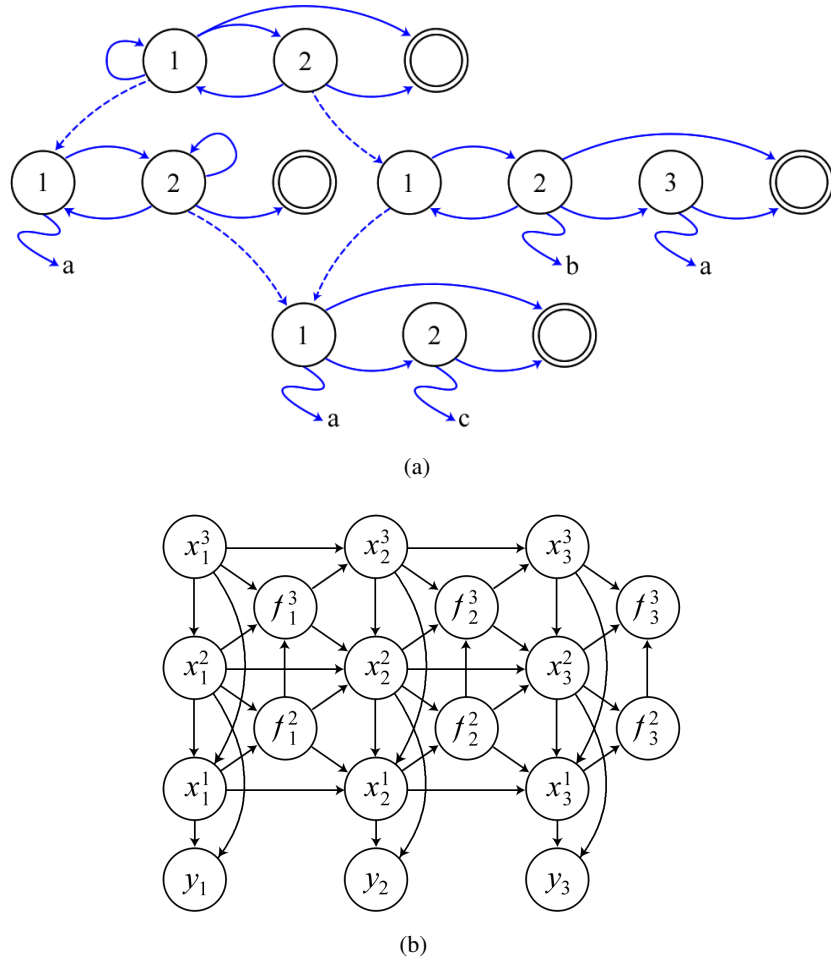 1 2
1 2 1 2 3
a b a
1 2
a c
(a)
x_1^3 x_2^3 x_3^3
f_1^3 f_2^3 f_3^3
x_1^2 x_2^2 x_3^2
f_1^2 f_2^2 f_3^2
x_1^1 x_2^1 x_3^1
y_1 y_2 y_3
(b)